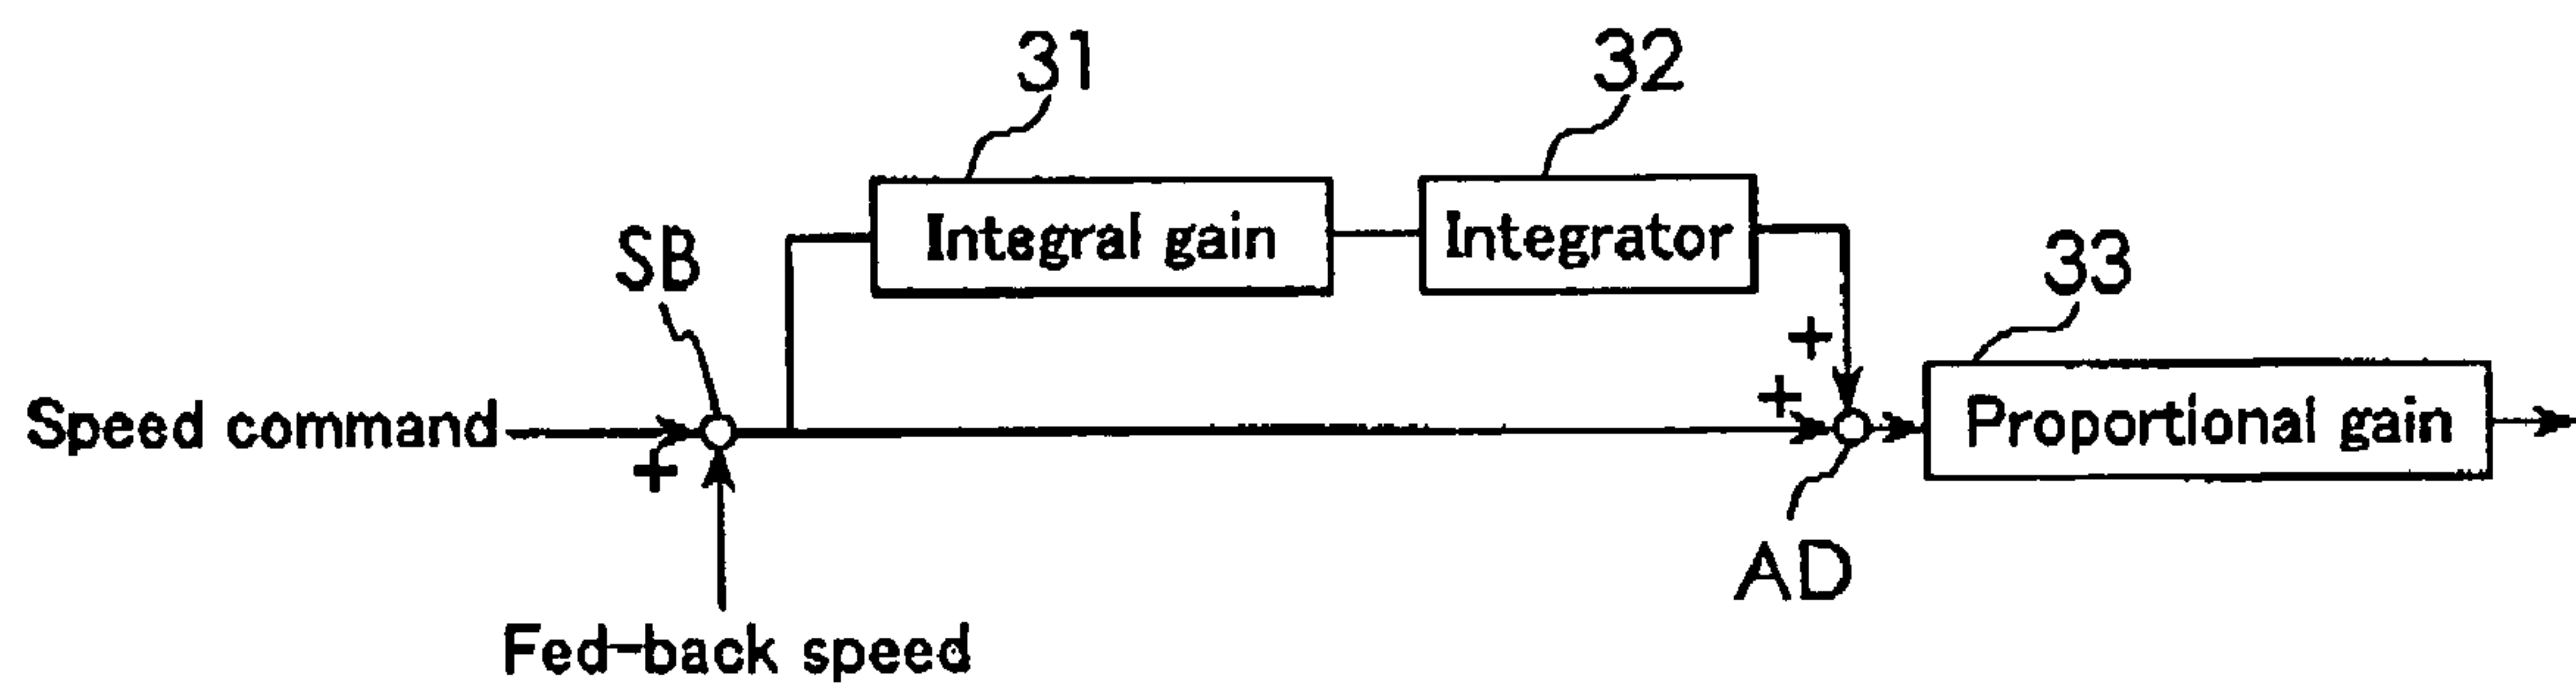 31
32
Integral gain
Integrator
SB
33
+
+
Speed command
Proportional gain
+
AD
Fed-back speed